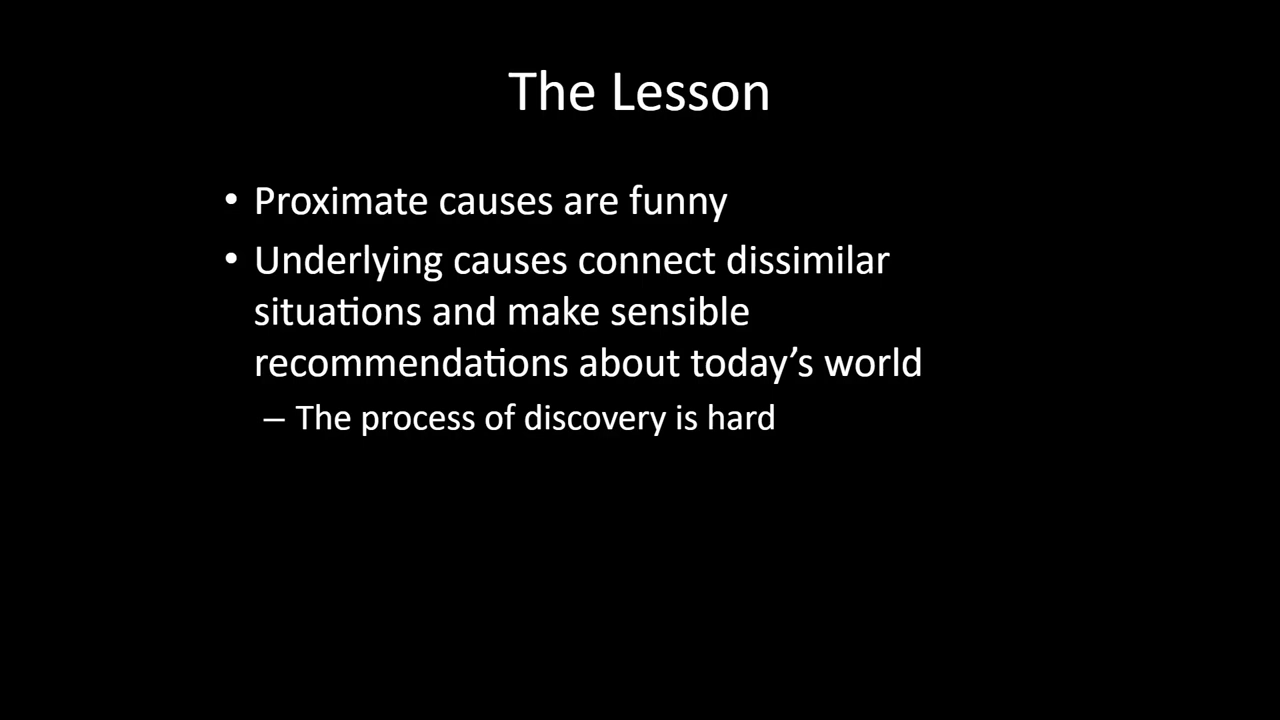 The Lesson
• Proximate causes are funny
• Underlying causes connect dissimilar
situations and make sensible
recommendations about today’s world
– The process of discovery is hard